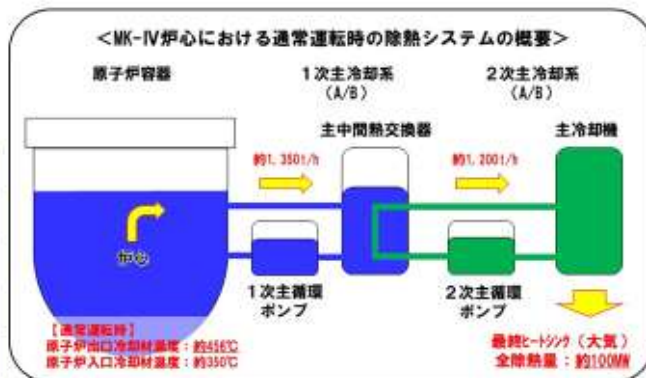 ＜MK-Ⅳ炉心における通常運転時の除熱システムの概要＞
原子炉容器
１次主冷却系
（A/B）
２次主冷却系
（A/B）
主中間熱交換器
主冷却機
約1,350t/h
約1,200t/h
炉心
１次主循環
ポンプ
２次主循環
ポンプ
【通常運転時】
原子炉出口冷却材温度：約456℃
原子炉入口冷却材温度：約350℃
最終ヒートシンク（大気）
全除熱量：約100MW